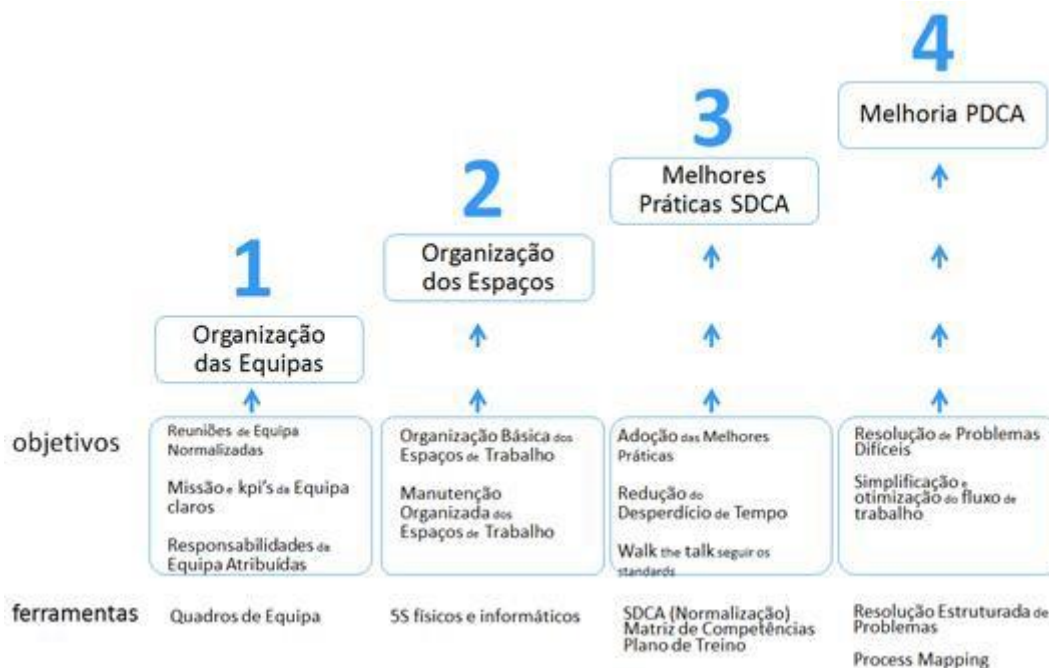 1
Organização
das Equipas
2
Organização
dos Espaços
3
Melhores
Práticas SDCA
4
Melhoria PDCA
objetivos
Reuniões de Equipa
Normalizadas
Missão e kpi's da Equipa
claros
Responsabilidades da
Equipa Atribuídas
Organização Básica dos
Espaços de Trabalho
Manutenção
Organizada dos
Espaços de Trabalho
Adoção das Melhores
Práticas
Redução do
Desperdício de Tempo
Walk the talk seguir os
standards
Resolução de Problemas
Difíceis
Simplificação e
otimização do fluxo de
trabalho
ferramentas
Quadros de Equipa
5S físicos e informáticos
SDCA (Normalização)
Matriz de Competências
Plano de Treino
Resolução Estruturada de
Problemas
Process Mapping